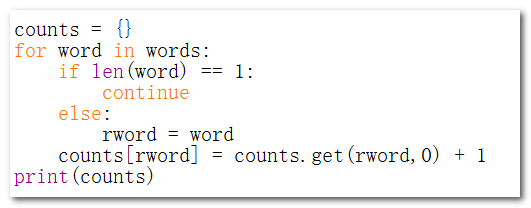 counts = {}
for word in words:
    if len(word) == 1:
        continue
    else:
        rword = word
    counts[rword] = counts.get(rword,0) + 1
print(counts)